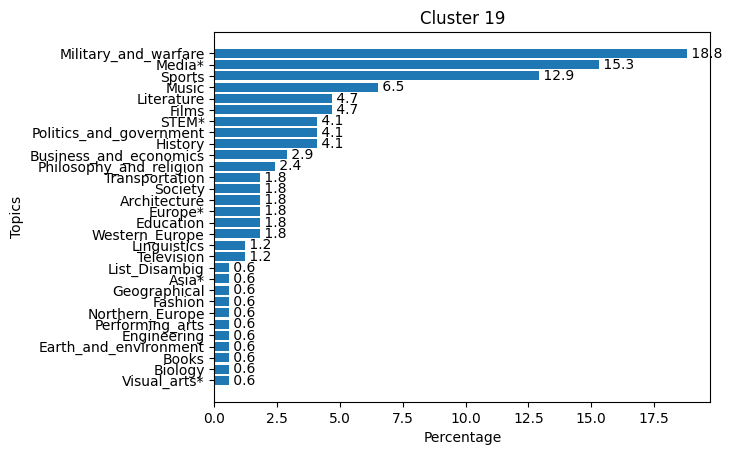 Cluster 19
Military_and_warfare 18.8
Media* 15.3
Sports 12.9
Music 6.5
Literature 4.7
Films 4.7
STEM* 4.1
Politics_and_government 4.1
History 4.1
Business_and_economics 2.9
Philosophy_and_religion 2.4
Transportation 1.8
Society 1.8
Architecture 1.8
Europe* 1.8
Education 1.8
Western_Europe 1.8
Linguistics 1.2
Television 1.2
List_Disambig 0.6
Asia* 0.6
Geographical 0.6
Fashion 0.6
Northern_Europe 0.6
Performing_arts 0.6
Engineering 0.6
Earth_and_environment 0.6
Books 0.6
Biology 0.6
Visual_arts* 0.6
Topics
0.0 2.5 5.0 7.5 10.0 12.5 15.0 17.5
Percentage